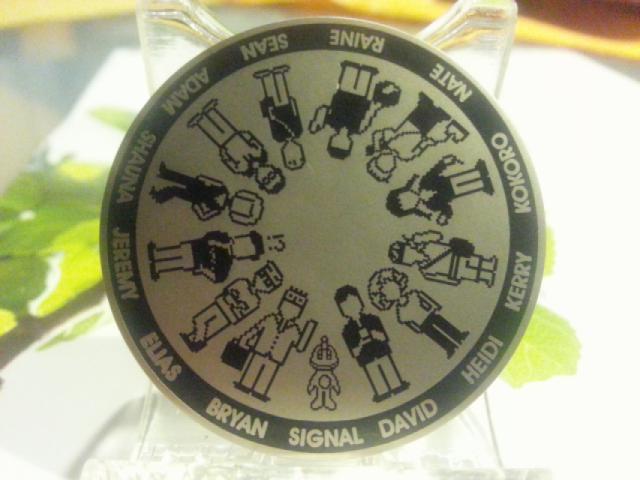 SEAN
RAINE
NATE
KOKORO
KERRY
HEIDI
DAVID
SIGNAL
BRYAN
ELIAS
JEREMY
SHAUNA
ADAM